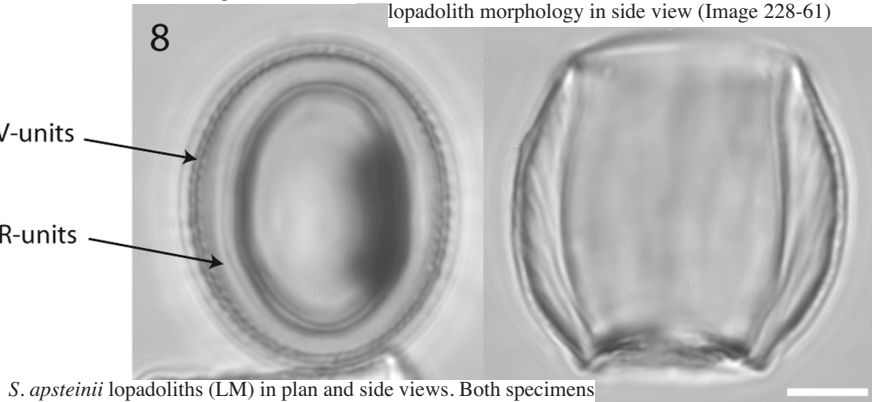 lopadolith morphology in side view (Image 228-61)
8
V-units
R-units
S. apsteinii lopadoliths (LM) in plan and side views. Both specimens